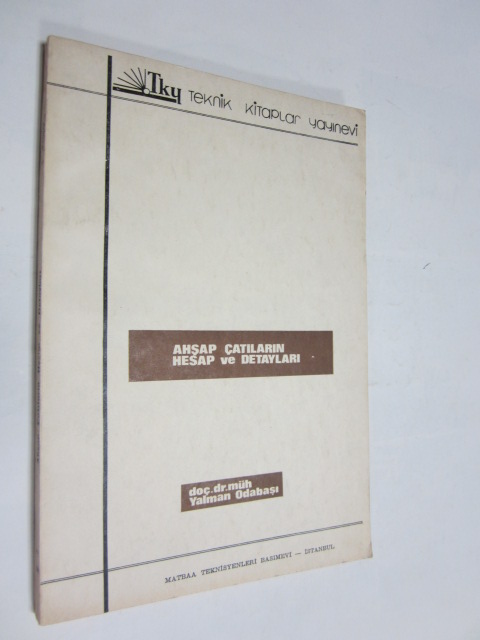 Tky teknik kitaplar yayınevi
AHŞAP ÇATILARIN
HESAP ve DETAYLARI
doç.dr.müh
Yalman Odabaşı
MATBAA TEKNİSYENLERİ BASIMEVİ — İSTANBUL